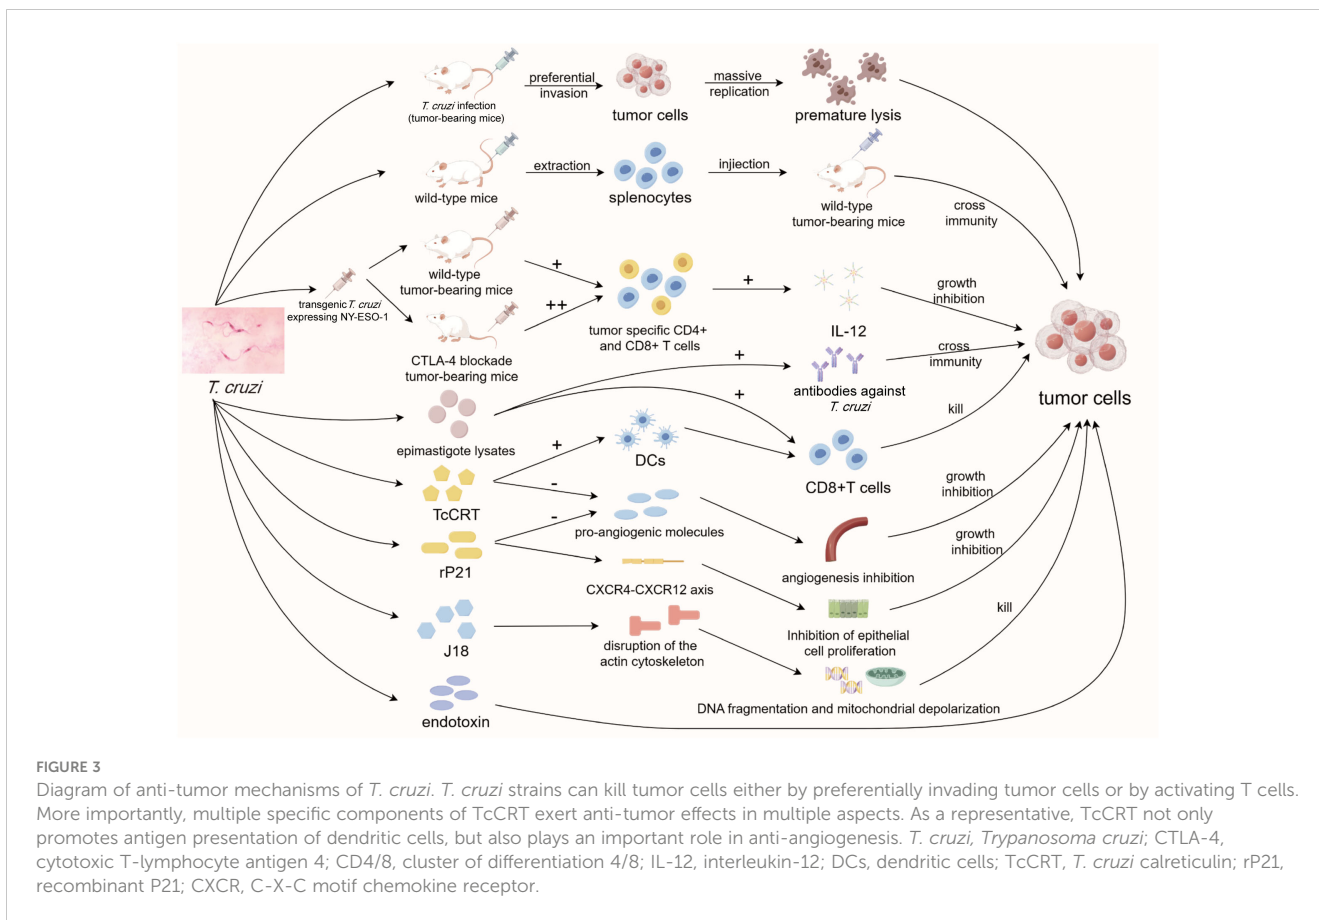 T. cruzi infection
(tumor-bearing mice)
preferential
invasion
tumor cells
massive
replication
premature lysis
wild-type mice
extraction
splenocytes
injiection
wild-type
tumor-bearing mice
cross
immunity
transgenic T. cruzi
expressing NY-ESO-1
wild-type
tumor-bearing mice
+
++
CTLA-4 blockade
tumor-bearing mice
tumor specific CD4+
and CD8+ T cells
+
IL-12
growth
inhibition
T. cruzi
+
antibodies against
T. cruzi
cross
immunity
tumor cells
epimastigote lysates
+
CD8+T cells
kill
TcCRT
+
DCs
-
pro-angiogenic molecules
-
angiogenesis inhibition
growth
inhibition
rP21
CXCR4-CXCR12 axis
Inhibition of epithelial
cell proliferation
growth
inhibition
J18
disruption of the
actin cytoskeleton
DNA fragmentation and mitochondrial depolarization
kill
endotoxin
FIGURE 3
Diagram of anti-tumor mechanisms of T. cruzi. T. cruzi strains can kill tumor cells either by preferentially invading tumor cells or by activating T cells.
More importantly, multiple specific components of TcCRT exert anti-tumor effects in multiple aspects. As a representative, TcCRT not only
promotes antigen presentation of dendritic cells, but also plays an important role in anti-angiogenesis. T. cruzi, Trypanosoma cruzi; CTLA-4,
cytotoxic T-lymphocyte antigen 4; CD4/8, cluster of differentiation 4/8; IL-12, interleukin-12; DCs, dendritic cells; TcCRT, T. cruzi calreticulin; rP21,
recombinant P21; CXCR, C-X-C motif chemokine receptor.